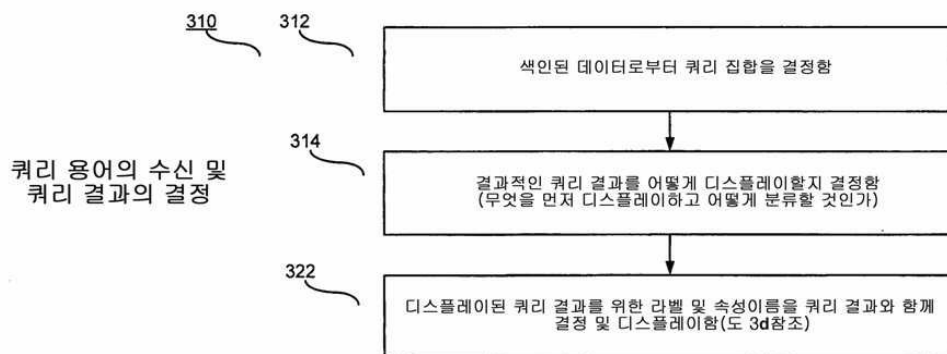 310
312
색인된 데이터로부터 쿼리 집합을 결정함
314
쿼리 용어의 수신 및
쿼리 결과의 결정
결과적인 쿼리 결과를 어떻게 디스플레이할지 결정함
(무엇을 먼저 디스플레이하고 어떻게 분류할 것인가)
322
디스플레이된 쿼리 결과를 위한 라벨 및 속성이름을 쿼리 결과와 함께
결정 및 디스플레이함(도 3d참조)